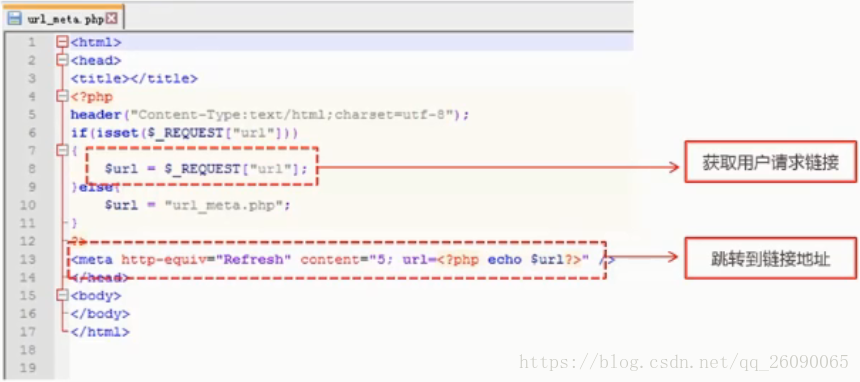 url_meta.php
1 <html>
2 <head>
3 <title></title>
4 <?php
5 header("Content-Type:text/html;charset=utf-8");
6 if(isset($_REQUEST["url"]))
7 {
8 $url = $_REQUEST["url"];
获取用户请求链接
9 }else{
10 $url = "url_meta.php";
11 }
12 ?>
13 <meta http-equiv="Refresh" content="5; url=<?php echo $url?>" />
跳转到链接地址
14 </head>
15 <body>
16 </body>
17 </html>
18
19
https://blog.csdn.net/qq_26090065